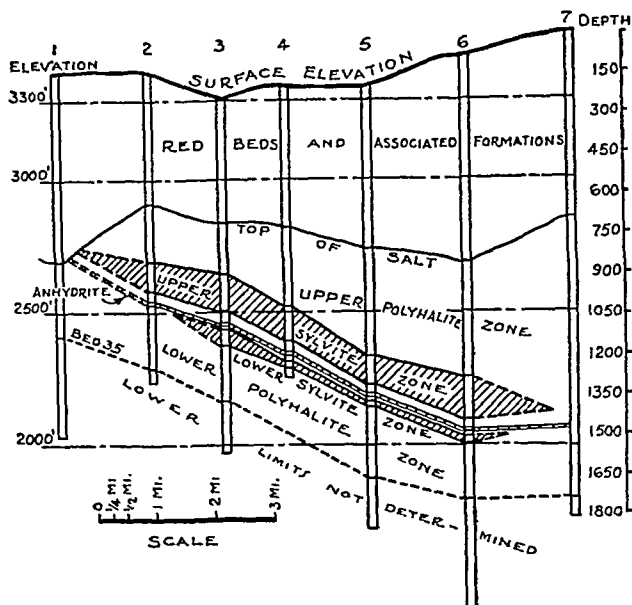 1 2 3 4 5 6 7 DEPTH
ELEVATION
SURFACE ELEVATION
150
3300'
300
RED BEDS AND ASSOCIATED FORMATIONS
450
3000'
600
750
TOP OF SALT
900
UPPER POLYHALITE ZONE
ANHYDRITE
UPPER SYLVITE ZONE
2500'
1050
BED 35
1200
LOWER SYLVITE ZONE
1350
LOWER POLYHALITE ZONE
2000'
1500
LOWER LIMITS NOT DETER-MINED
1650
1800
0 1/4 MI. 1/2 MI. 1 MI. 2 MI 3 MI.
SCALE